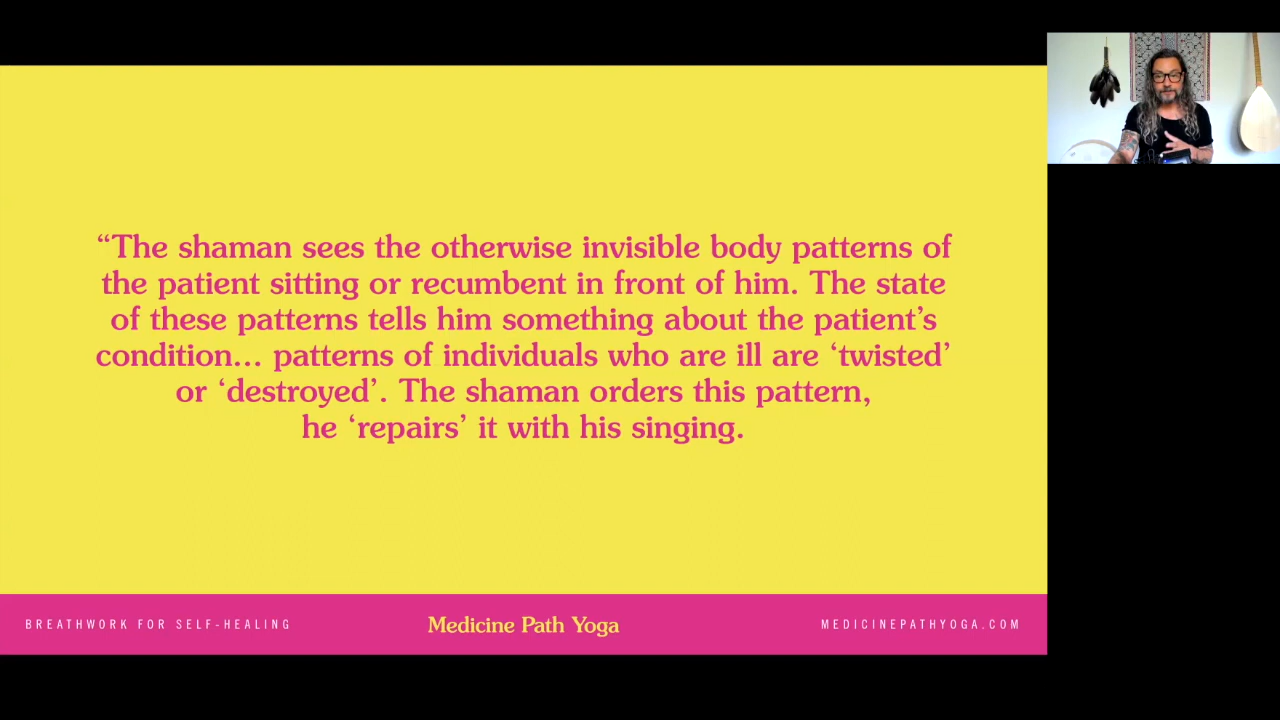 “The shaman sees the otherwise invisible body patterns of
the patient sitting or recumbent in front of him. The state
of these patterns tells him something about the patient’s
condition... patterns of individuals who are ill are ‘twisted’
or ‘destroyed’. The shaman orders this pattern,
he ‘repairs’ it with his singing.
BREATHWORK FOR SELF-HEALING
Medicine Path Yoga
MEDICINEPATHYOGA.COM